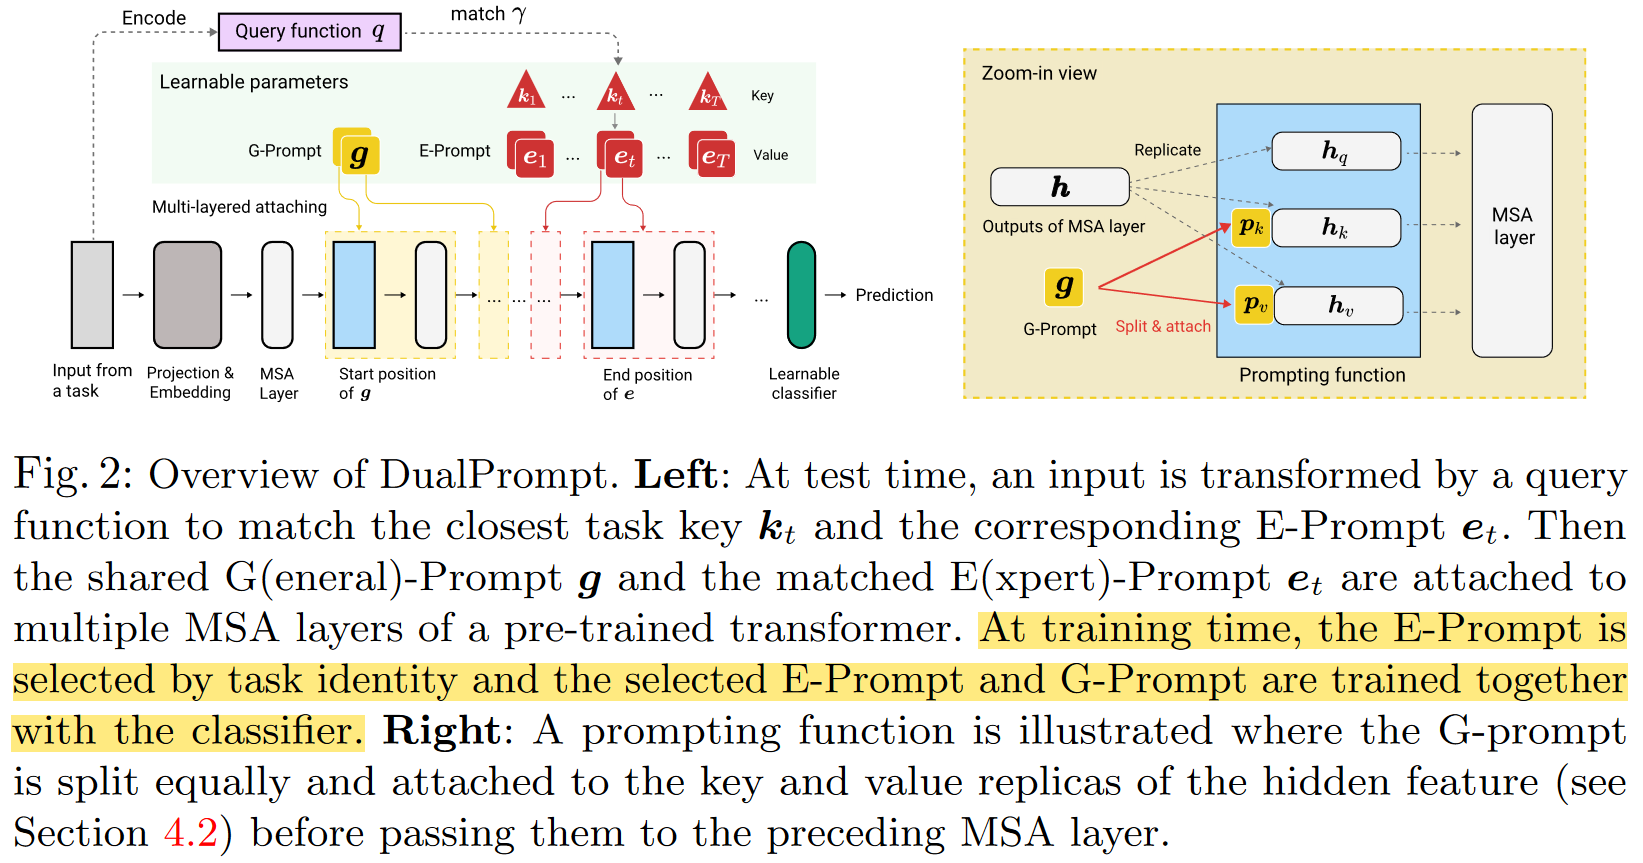 Encode
Query function q
match γ
Learnable parameters
k1 ... kt ... kT Key
G-Prompt g E-Prompt e1 ... et ... eT Value
Multi-layered attaching
... ... ...
...
Prediction
Input from
a task
Projection &
Embedding
MSA
Layer
Start position
of g
End position
of e
Learnable
classifier
Zoom-in view
Replicate
h
Outputs of MSA layer
hq
pk hk
pv hv
g
G-Prompt
Split & attach
MSA
layer
Prompting function
Fig. 2: Overview of DualPrompt. Left: At test time, an input is transformed by a query
function to match the closest task key kt and the corresponding E-Prompt et. Then
the shared G(eneral)-Prompt g and the matched E(xpert)-Prompt et are attached to
multiple MSA layers of a pre-trained transformer. At training time, the E-Prompt is
selected by task identity and the selected E-Prompt and G-Prompt are trained together
with the classifier. Right: A prompting function is illustrated where the G-prompt
is split equally and attached to the key and value replicas of the hidden feature (see
Section 4.2) before passing them to the preceding MSA layer.